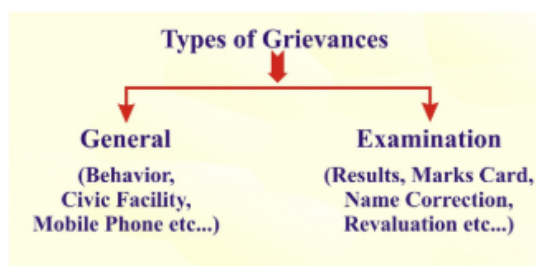 Types of Grievances
General
(Behavior,
Civic Facility,
Mobile Phone etc...)
Examination
(Results, Marks Card,
Name Correction,
Revaluation etc...)